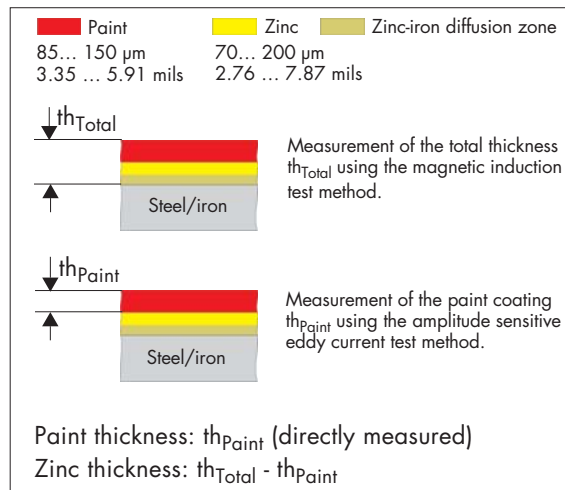 Paint Zinc Zinc-iron diffusion zone
85... 150 µm 70... 200 µm
3.35 ... 5.91 mils 2.76 ... 7.87 mils
thTotal
Measurement of the total thickness
thTotal using the magnetic induction
test method.
Steel/iron
thPaint
Measurement of the paint coating
thPaint using the amplitude sensitive
eddy current test method.
Steel/iron
Paint thickness: thPaint (directly measured)
Zinc thickness: thTotal - thPaint